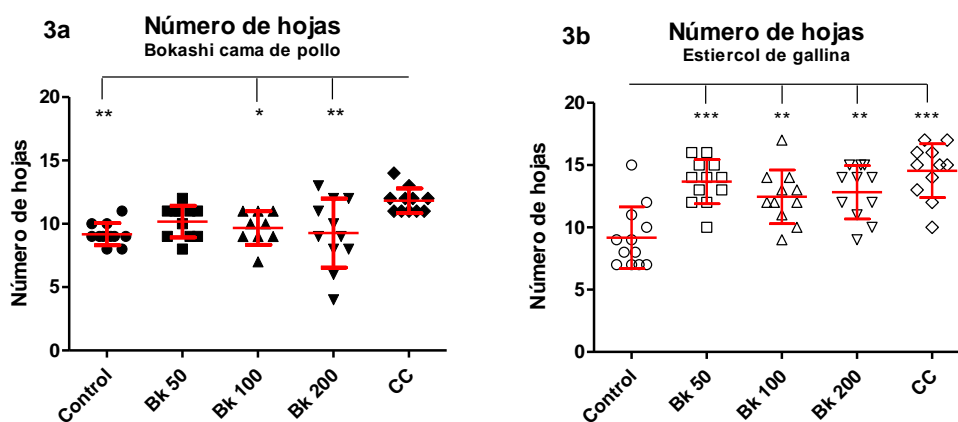 3a
Número de hojas
Bokashi cama de pollo
Número de hojas
20
15
10
5
0
**
*
**
Control
Bk 50
Bk 100
Bk 200
CC
3b
Número de hojas
Estiercol de gallina
Número de hojas
20
15
10
5
0
***
**
**
***
Control
Bk 50
Bk 100
Bk 200
CC